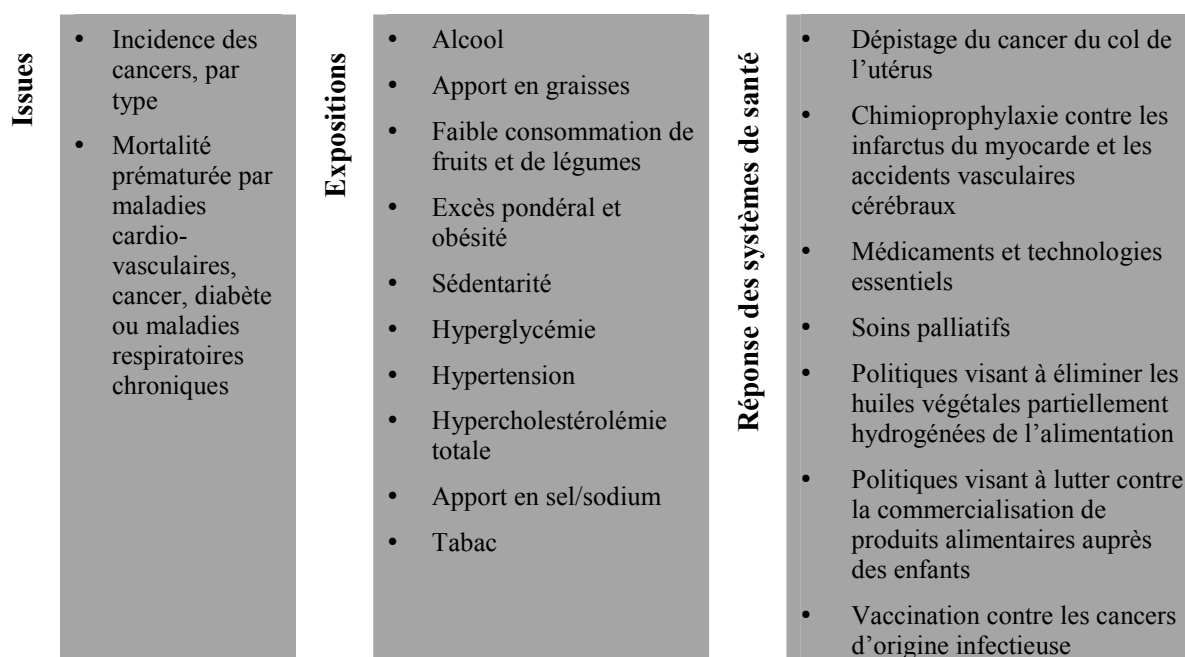 Issues
• Incidence des
cancers, par
type
• Mortalité
prématurée par
maladies
cardio-
vasculaires,
cancer, diabète
ou maladies
respiratoires
chroniques
Expositions
• Alcool
• Apport en graisses
• Faible consommation de
fruits et de légumes
• Excès pondéral et
obésité
• Sédentarité
• Hyperglycémie
• Hypertension
• Hypercholestérolémie
totale
• Apport en sel/sodium
• Tabac
Réponse des systèmes de santé
• Dépistage du cancer du col de
l’utérus
• Chimioprophylaxie contre les
infarctus du myocarde et les
accidents vasculaires
cérébraux
• Médicaments et technologies
essentiels
• Soins palliatifs
• Politiques visant à éliminer les
huiles végétales partiellement
hydrogénées de l’alimentation
• Politiques visant à lutter contre
la commercialisation de
produits alimentaires auprès
des enfants
• Vaccination contre les cancers
d’origine infectieuse